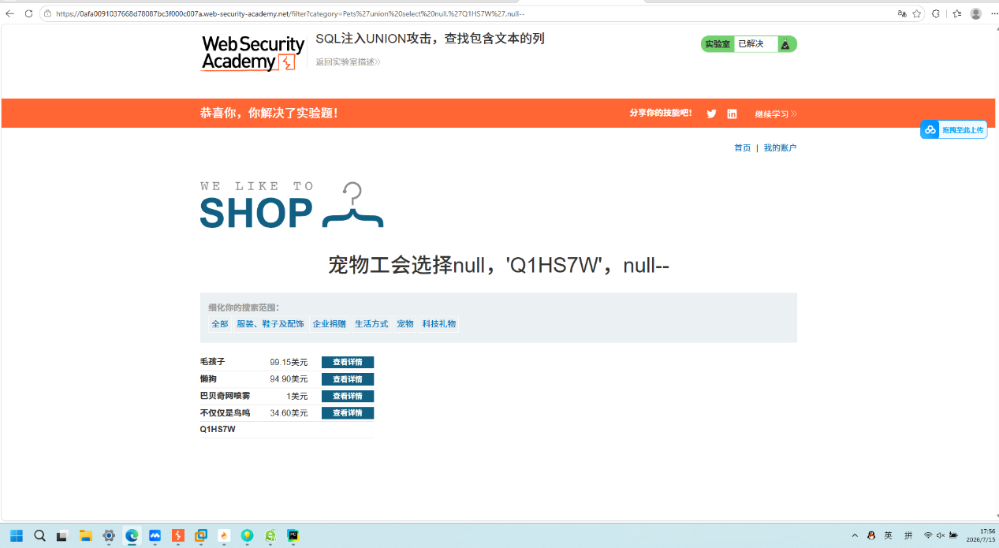 https://0afa0091037668d78087bc3f000c007a.web-security-academy.net/filter?category=Pets%27union%20select%20null,%27Q1HS7W%27,null--
Web Security
Academy
SQL注入UNION攻击，查找包含文本的列
返回实验室描述
实验室 已解决
恭喜你，你解决了实验题！
分享你的技能吧！
继续学习
拖拽至此上传
首页 | 我的账户
WE LIKE TO
SHOP
宠物工会选择null，'Q1HS7W'，null--
细化你的搜索范围：
全部 服装、鞋子及配饰 企业捐赠 生活方式 宠物 科技礼物
毛孩子 99.15美元 查看详情
懒狗 94.90美元 查看详情
巴贝奇网喷雾 1美元 查看详情
不仅仅是鸟鸣 34.60美元 查看详情
Q1HS7W
英 拼
17:56
2026/7/15